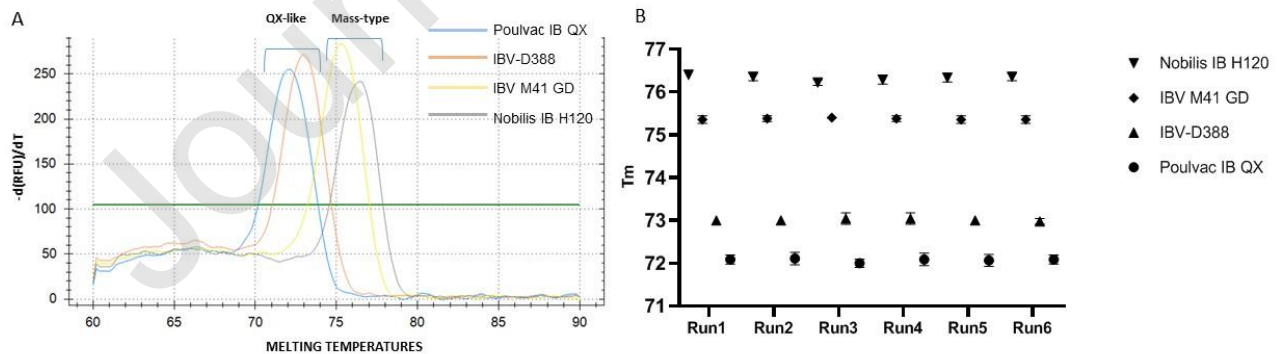 A
QX-like
Mass-type
Poulvac IB QX
IBV-D388
IBV M41 GD
Nobilis IB H120
-d(RFU)/dT
250
200
150
100
50
0
60 65 70 75 80 85 90
MELTING TEMPERATURES
Jour
B
Tm
77
76
75
74
73
72
71
Run1 Run2 Run3 Run4 Run5 Run6
Nobilis IB H120
IBV M41 GD
IBV-D388
Poulvac IB QX